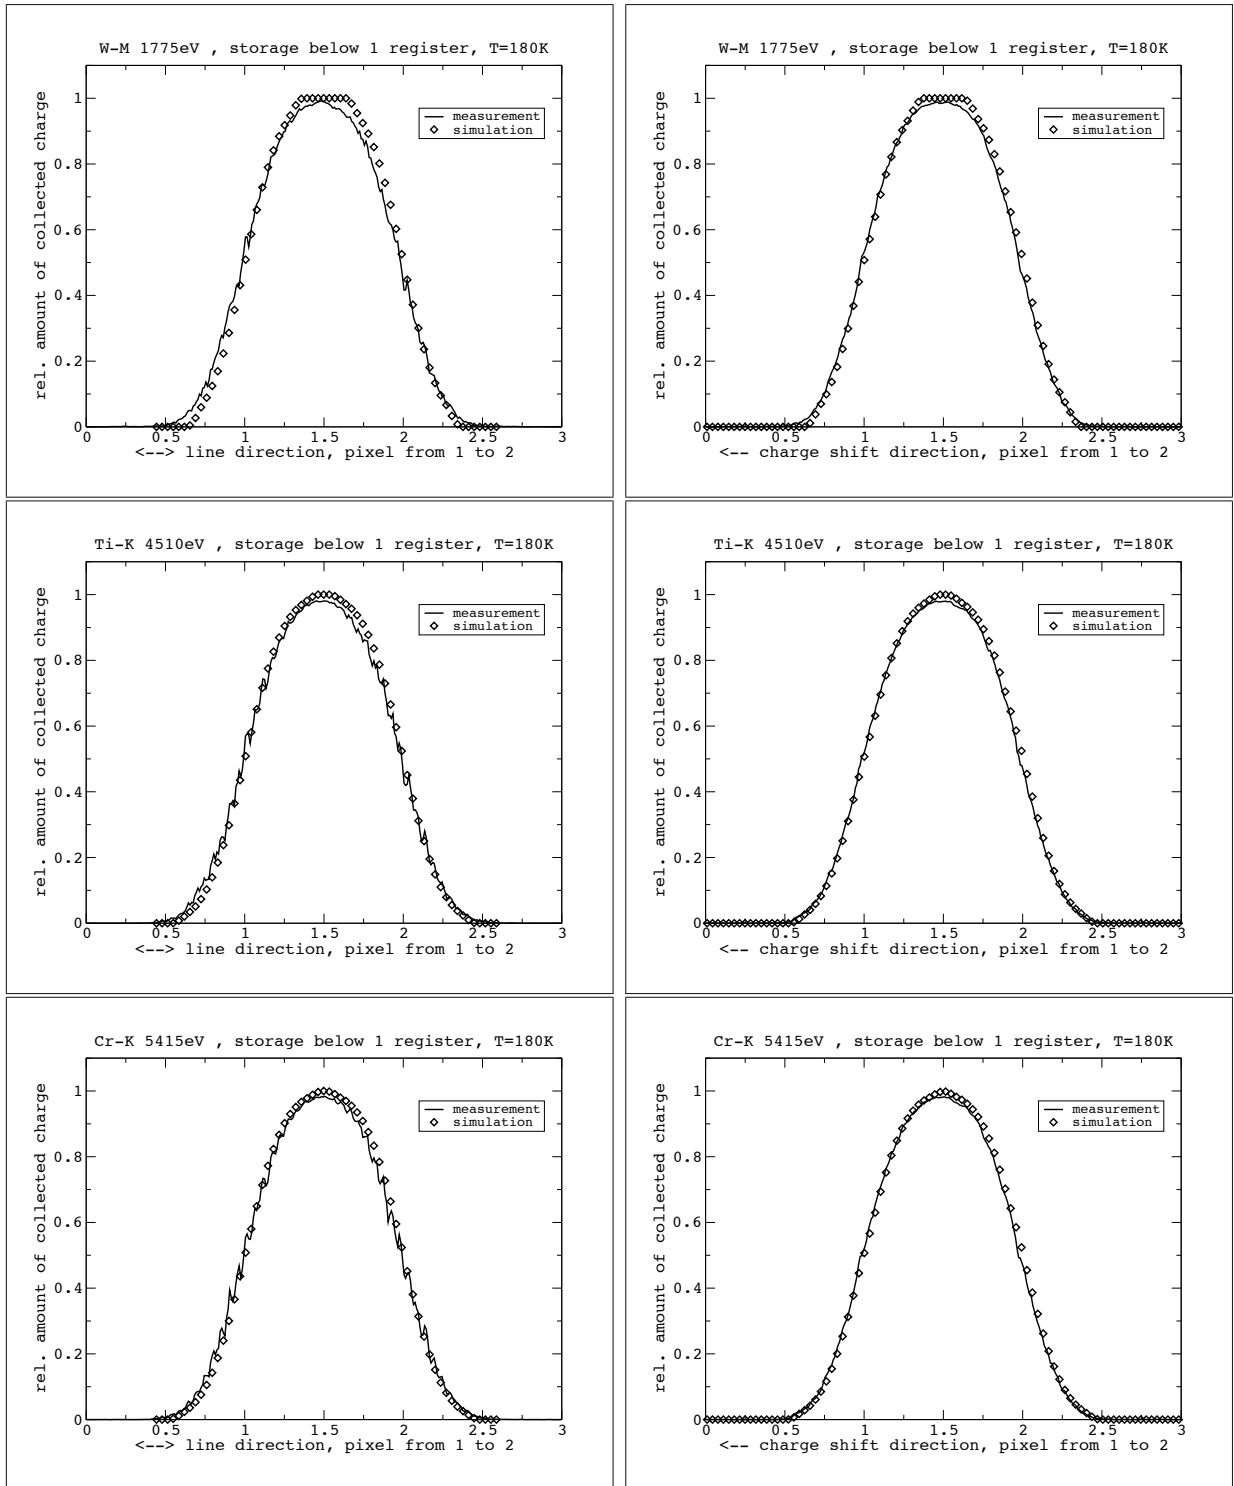 W-M 1775eV , storage below 1 register, T=180K
rel. amount of collected charge
1
0.8
0.6
0.4
0.2
0
measurement
simulation
0 0.5 1 1.5 2 2.5 3
<--> line direction, pixel from 1 to 2
W-M 1775eV , storage below 1 register, T=180K
rel. amount of collected charge
1
0.8
0.6
0.4
0.2
0
measurement
simulation
0 0.5 1 1.5 2 2.5 3
<-- charge shift direction, pixel from 1 to 2
Ti-K 4510eV , storage below 1 register, T=180K
rel. amount of collected charge
1
0.8
0.6
0.4
0.2
0
measurement
simulation
0 0.5 1 1.5 2 2.5 3
<--> line direction, pixel from 1 to 2
Ti-K 4510eV , storage below 1 register, T=180K
rel. amount of collected charge
1
0.8
0.6
0.4
0.2
0
measurement
simulation
0 0.5 1 1.5 2 2.5 3
<-- charge shift direction, pixel from 1 to 2
Cr-K 5415eV , storage below 1 register, T=180K
rel. amount of collected charge
1
0.8
0.6
0.4
0.2
0
measurement
simulation
0 0.5 1 1.5 2 2.5 3
<--> line direction, pixel from 1 to 2
Cr-K 5415eV , storage below 1 register, T=180K
rel. amount of collected charge
1
0.8
0.6
0.4
0.2
0
measurement
simulation
0 0.5 1 1.5 2 2.5 3
<-- charge shift direction, pixel from 1 to 2